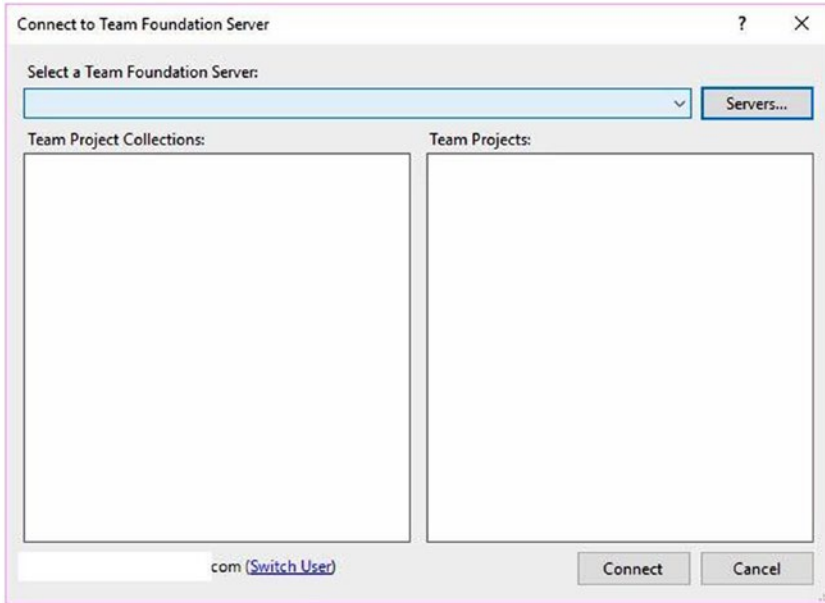 Connect to Team Foundation Server ?
Select a Team Foundation Server:
Servers...
Team Project Collections: Team Projects:
com (Switch User) Connect Cancel